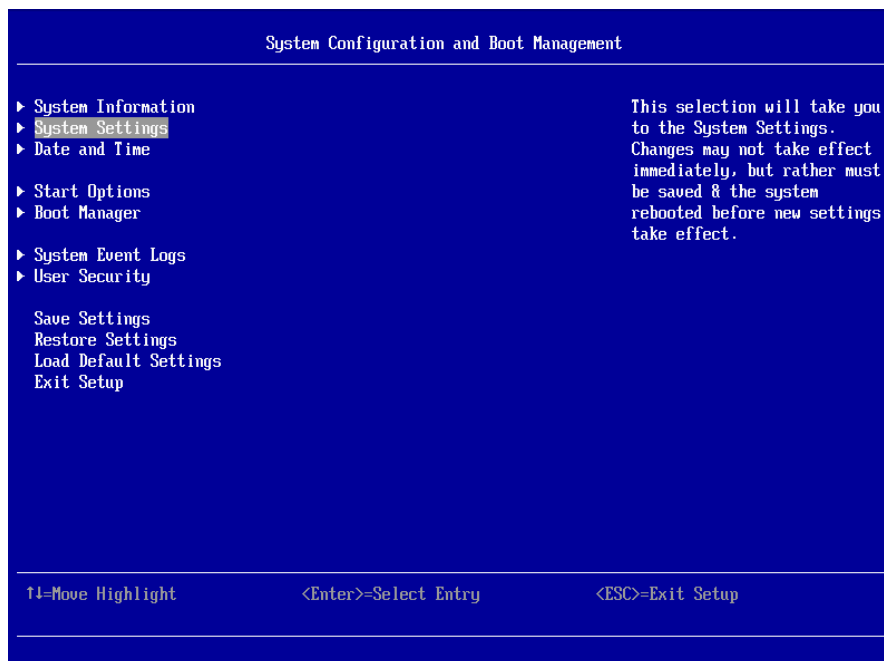 System Configuration and Boot Management
System Information
System Settings
Date and Time
Start Options
Boot Manager
System Event Logs
User Security
Save Settings
Restore Settings
Load Default Settings
Exit Setup
This selection will take you
to the System Settings.
Changes may not take effect
immediately, but rather must
be saved & the system
rebooted before new settings
take effect.
↑↓=Move Highlight
<Enter>=Select Entry
<ESC>=Exit Setup